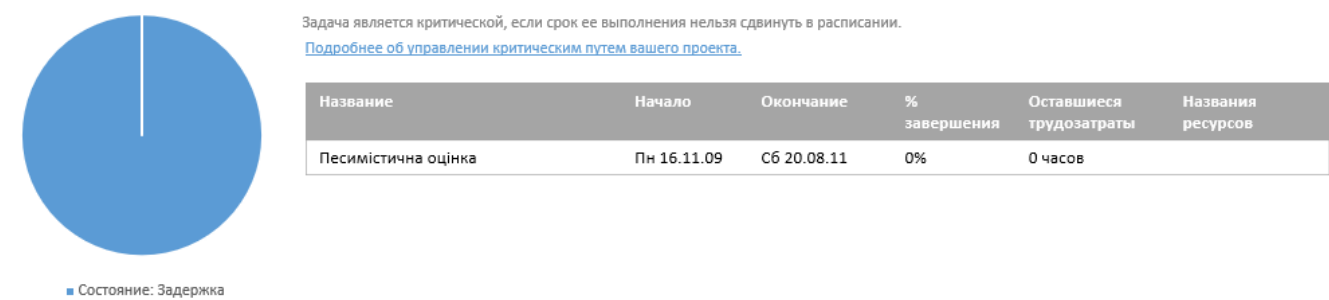 Задача является критической, если срок ее выполнения нельзя сдвинуть в расписании.
Подробнее об управлении критическим путем вашего проекта.
Название Начало Окончание % завершения Оставшиеся трудозатраты Названия ресурсов
Песимістична оцінка Пн 16.11.09 Сб 20.08.11 0% 0 часов
Состояние: Задержка